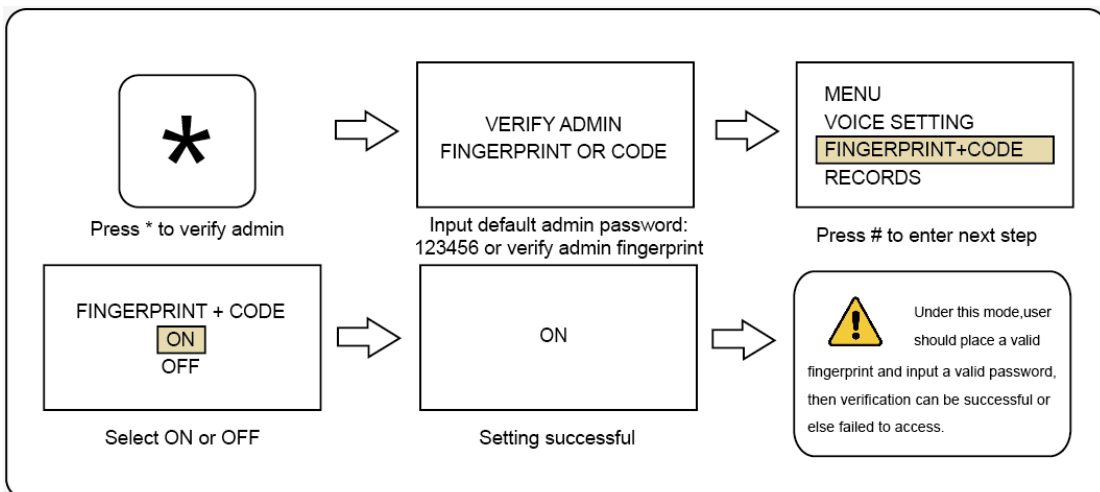 *
Press * to verify admin
VERIFY ADMIN
FINGERPRINT OR CODE
Input default admin password:
123456 or verify admin fingerprint
MENU
VOICE SETTING
FINGERPRINT+CODE
RECORDS
Press # to enter next step
FINGERPRINT + CODE
ON
OFF
Select ON or OFF
ON
Setting successful
Under this mode,user
should place a valid
fingerprint and input a valid password,
then verification can be successful or
else failed to access.